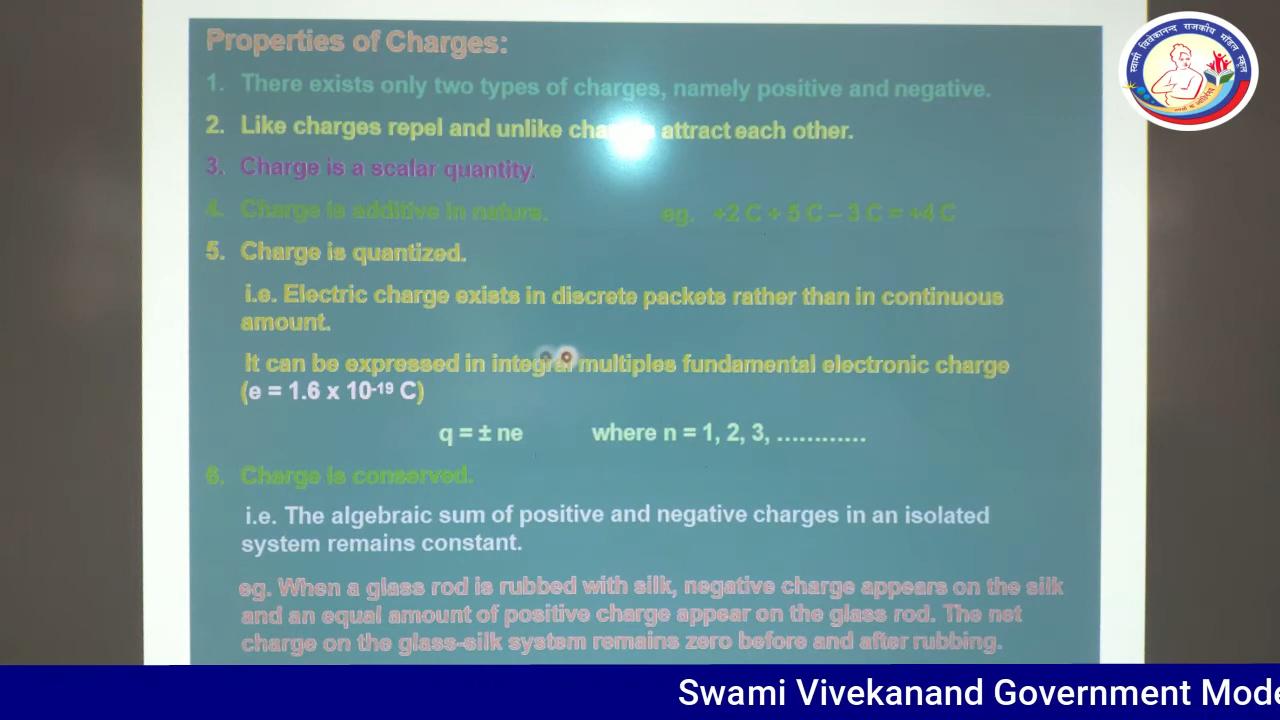 Properties of Charges:
1. There exists only two types of charges, namely positive and negative.
2. Like charges repel and unlike cha attract each other.
3. Charge is a scalar quantity.
4. Charge is additive in nature. eg. +2 C + 5 C – 3 C = +4 C
5. Charge is quantized.
i.e. Electric charge exists in discrete packets rather than in continuous
amount.
It can be expressed in integral multiples fundamental electronic charge
(e = 1.6 x 10-19 C)
q = ± ne where n = 1, 2, 3, …………
6. Charge is conserved.
i.e. The algebraic sum of positive and negative charges in an isolated
system remains constant.
eg. When a glass rod is rubbed with silk, negative charge appears on the silk
and an equal amount of positive charge appear on the glass rod. The net
charge on the glass-silk system remains zero before and after rubbing.
स्वामी विवेकानन्द राजकीय मॉडल स्कूल
Swami Vivekanand Government Mode